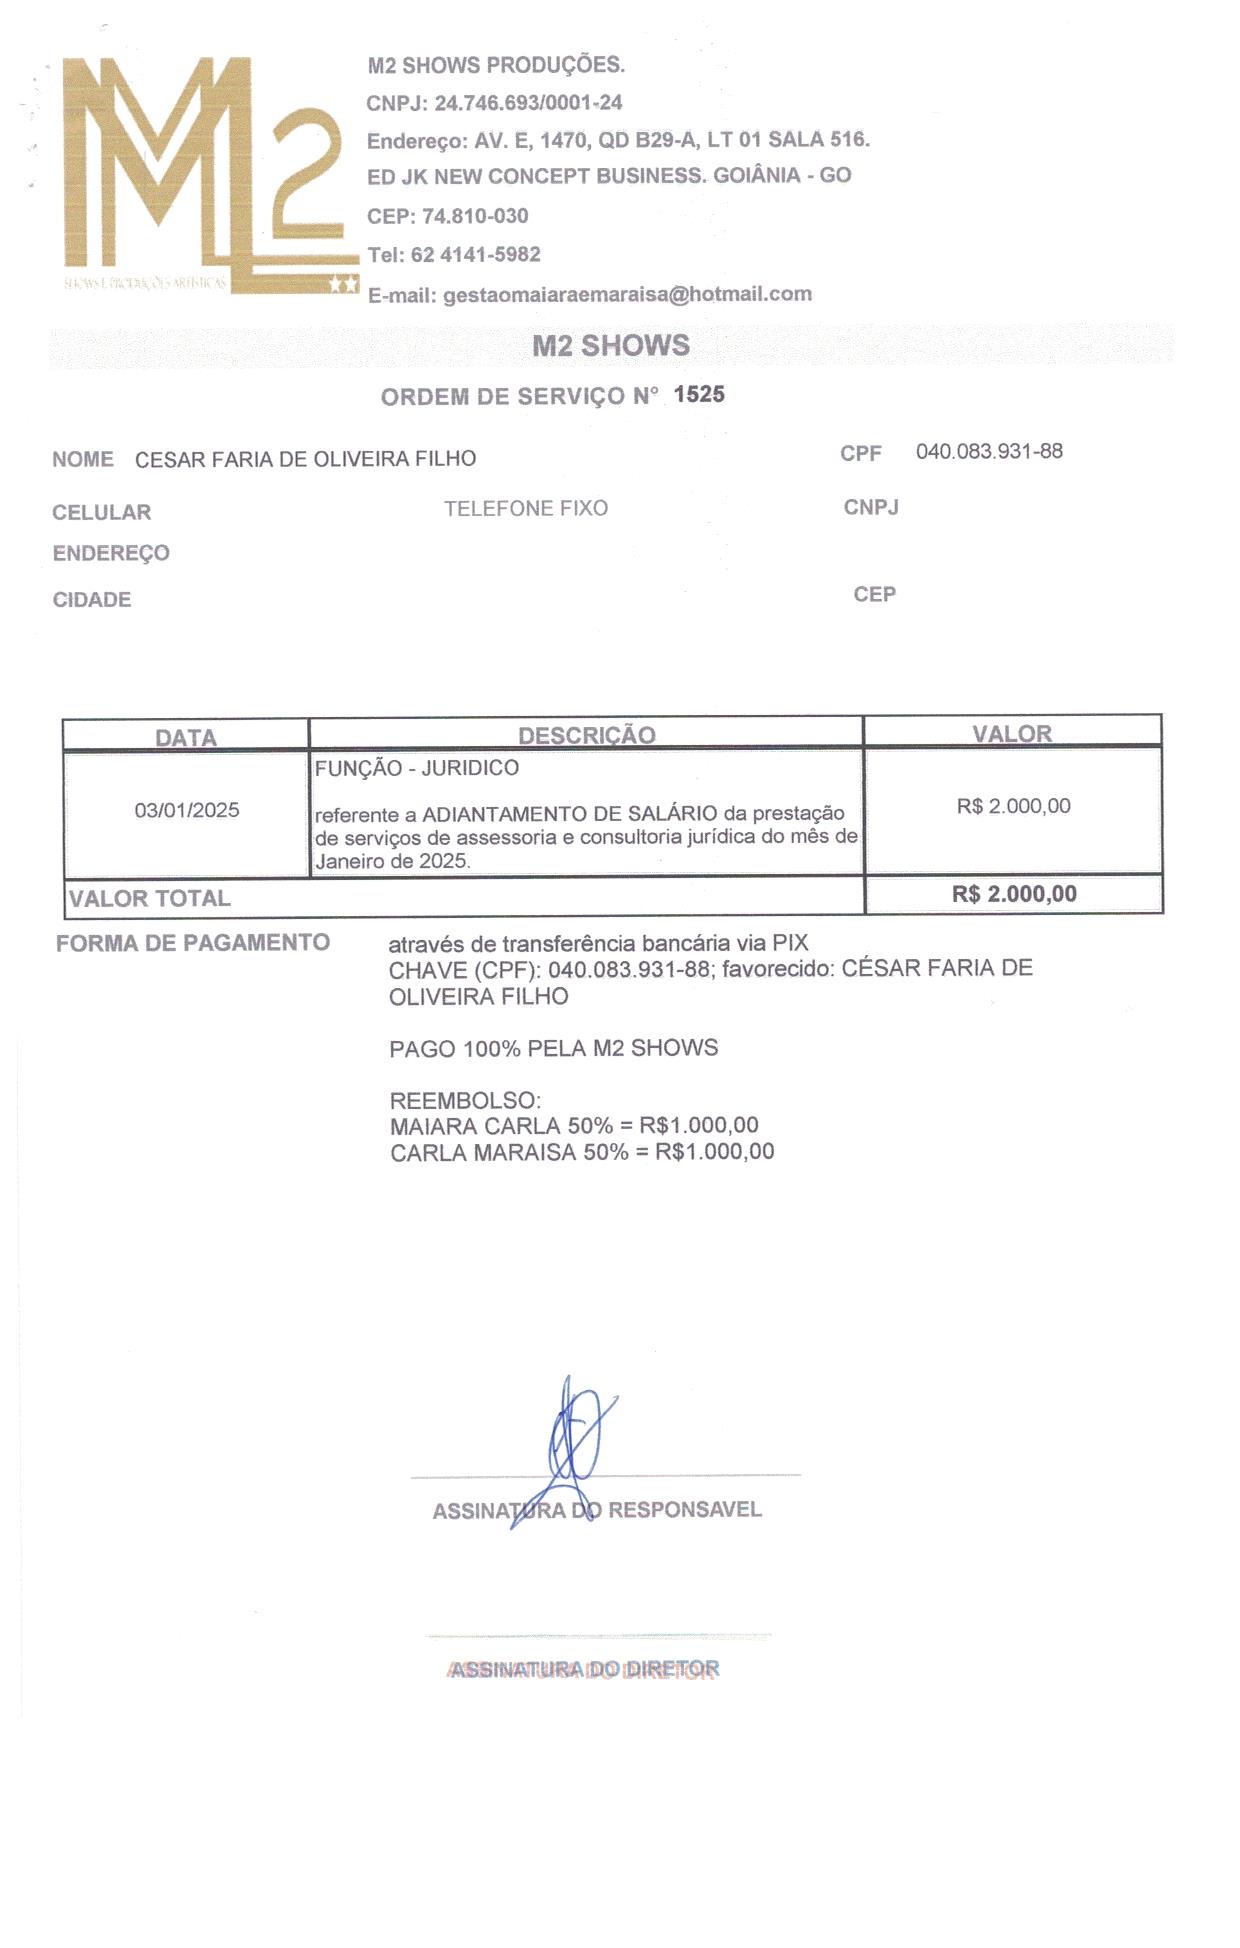 M2 SHOWS PRODUÇÕES.
CNPJ: 24.746.693/0001-24
Endereço: AV. E, 1470, QD B29-A, LT 01 SALA 516.
ED JK NEW CONCEPT BUSINESS. GOIÂNIA - GO
CEP: 74.810-030
Tel: 62 4141-5982
E-mail: gestaomaiaraemaraisa@hotmail.com
M2
SHOWS E PRODUÇÕES ARTÍSTICAS
M2 SHOWS
ORDEM DE SERVIÇO N° 1525
NOME CESAR FARIA DE OLIVEIRA FILHO CPF 040.083.931-88
CELULAR TELEFONE FIXO CNPJ
ENDEREÇO
CIDADE CEP
DATA DESCRIÇÃO VALOR
FUNÇÃO - JURIDICO
03/01/2025 R$ 2.000,00
referente a ADIANTAMENTO DE SALÁRIO da prestação
de serviços de assessoria e consultoria jurídica do mês de
Janeiro de 2025.
VALOR TOTAL R$ 2.000,00
FORMA DE PAGAMENTO através de transferência bancária via PIX
CHAVE (CPF): 040.083.931-88; favorecido: CÉSAR FARIA DE
OLIVEIRA FILHO
PAGO 100% PELA M2 SHOWS
REEMBOLSO:
MAIARA CARLA 50% = R$1.000,00
CARLA MARAISA 50% = R$1.000,00
ASSINATURA DO RESPONSAVEL
ASSINATURA DO DIRETOR